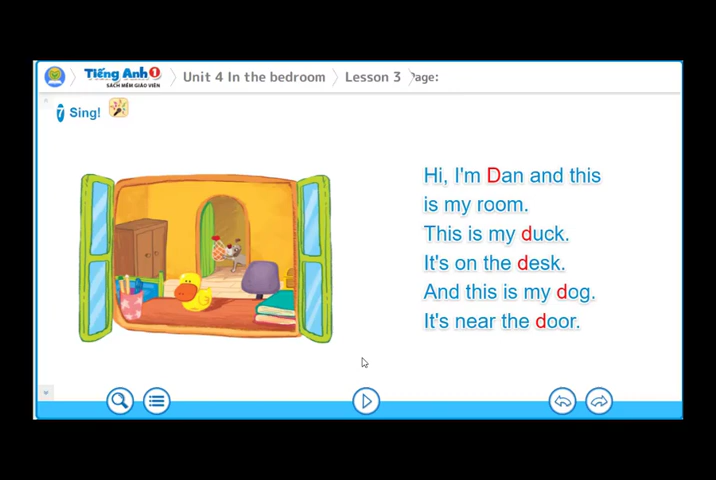 Tiếng Anh 1
SÁCH MỀM GIÁO VIÊN
Unit 4 In the bedroom
Lesson 3
Page:
7 Sing!
Hi, I'm Dan and this
is my room.
This is my duck.
It's on the desk.
And this is my dog.
It's near the door.